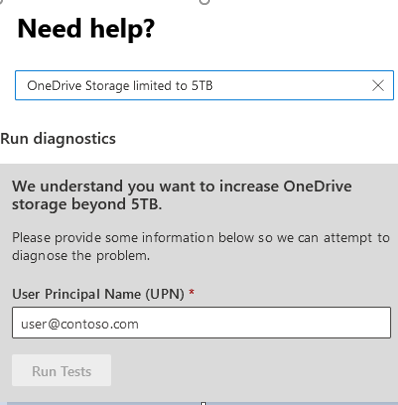 Need help?
OneDrive Storage limited to 5TB
Run diagnostics
We understand you want to increase OneDrive
storage beyond 5TB.
Please provide some information below so we can attempt to
diagnose the problem.
User Principal Name (UPN) *
user@contoso.com
Run Tests